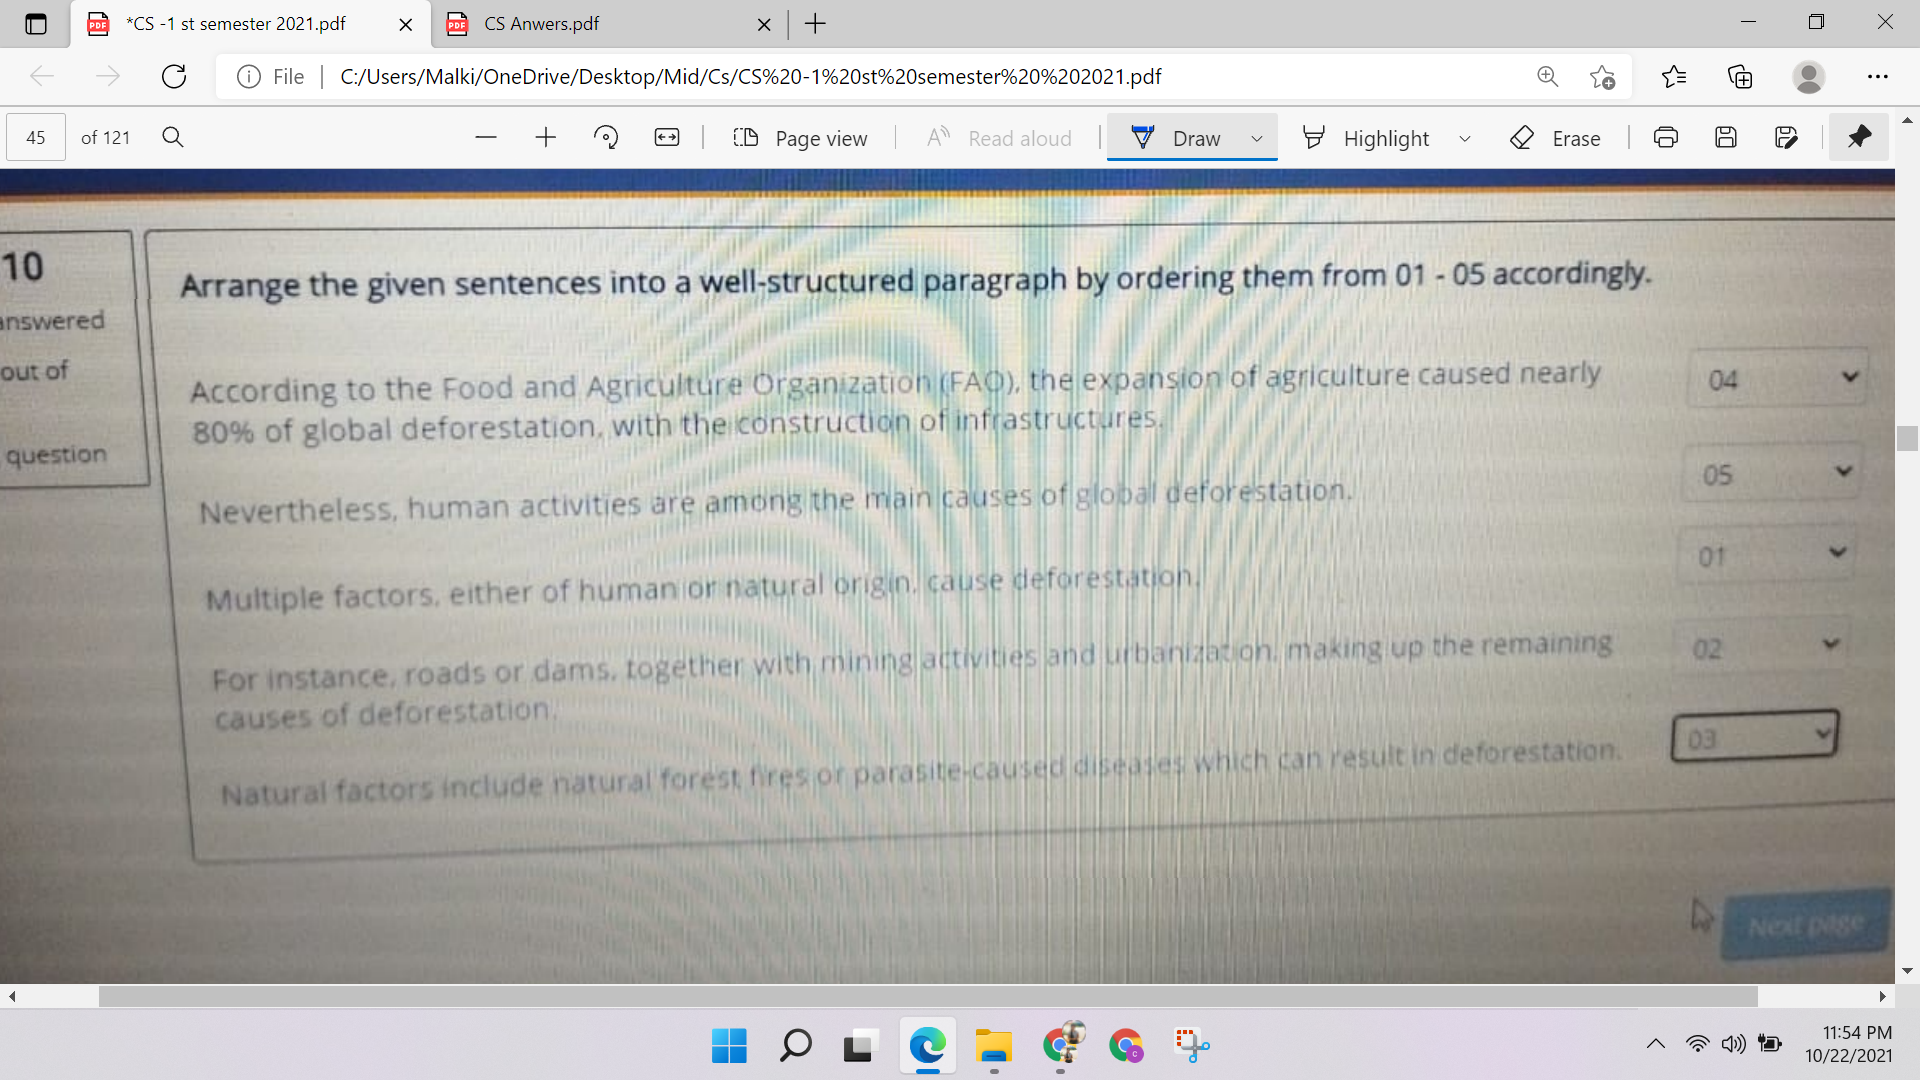 *CS -1 st semester 2021.pdf
CS Anwers.pdf
File
C:/Users/Malki/OneDrive/Desktop/Mid/Cs/CS%20-1%20st%20semester%20%202021.pdf
45 of 121
Page view
Read aloud
Draw
Highlight
Erase
10
answered
out of
question
Arrange the given sentences into a well-structured paragraph by ordering them from 01 - 05 accordingly.
According to the Food and Agriculture Organization (FAO), the expansion of agriculture caused nearly
80% of global deforestation, with the construction of infrastructures.
04
Nevertheless, human activities are among the main causes of global deforestation.
05
Multiple factors, either of human or natural origin, cause deforestation.
01
For instance, roads or dams, together with mining activities and urbanization, making up the remaining
causes of deforestation.
02
Natural factors include natural forest fires or parasite-caused diseases which can result in deforestation.
03
Next page
11:54 PM
10/22/2021